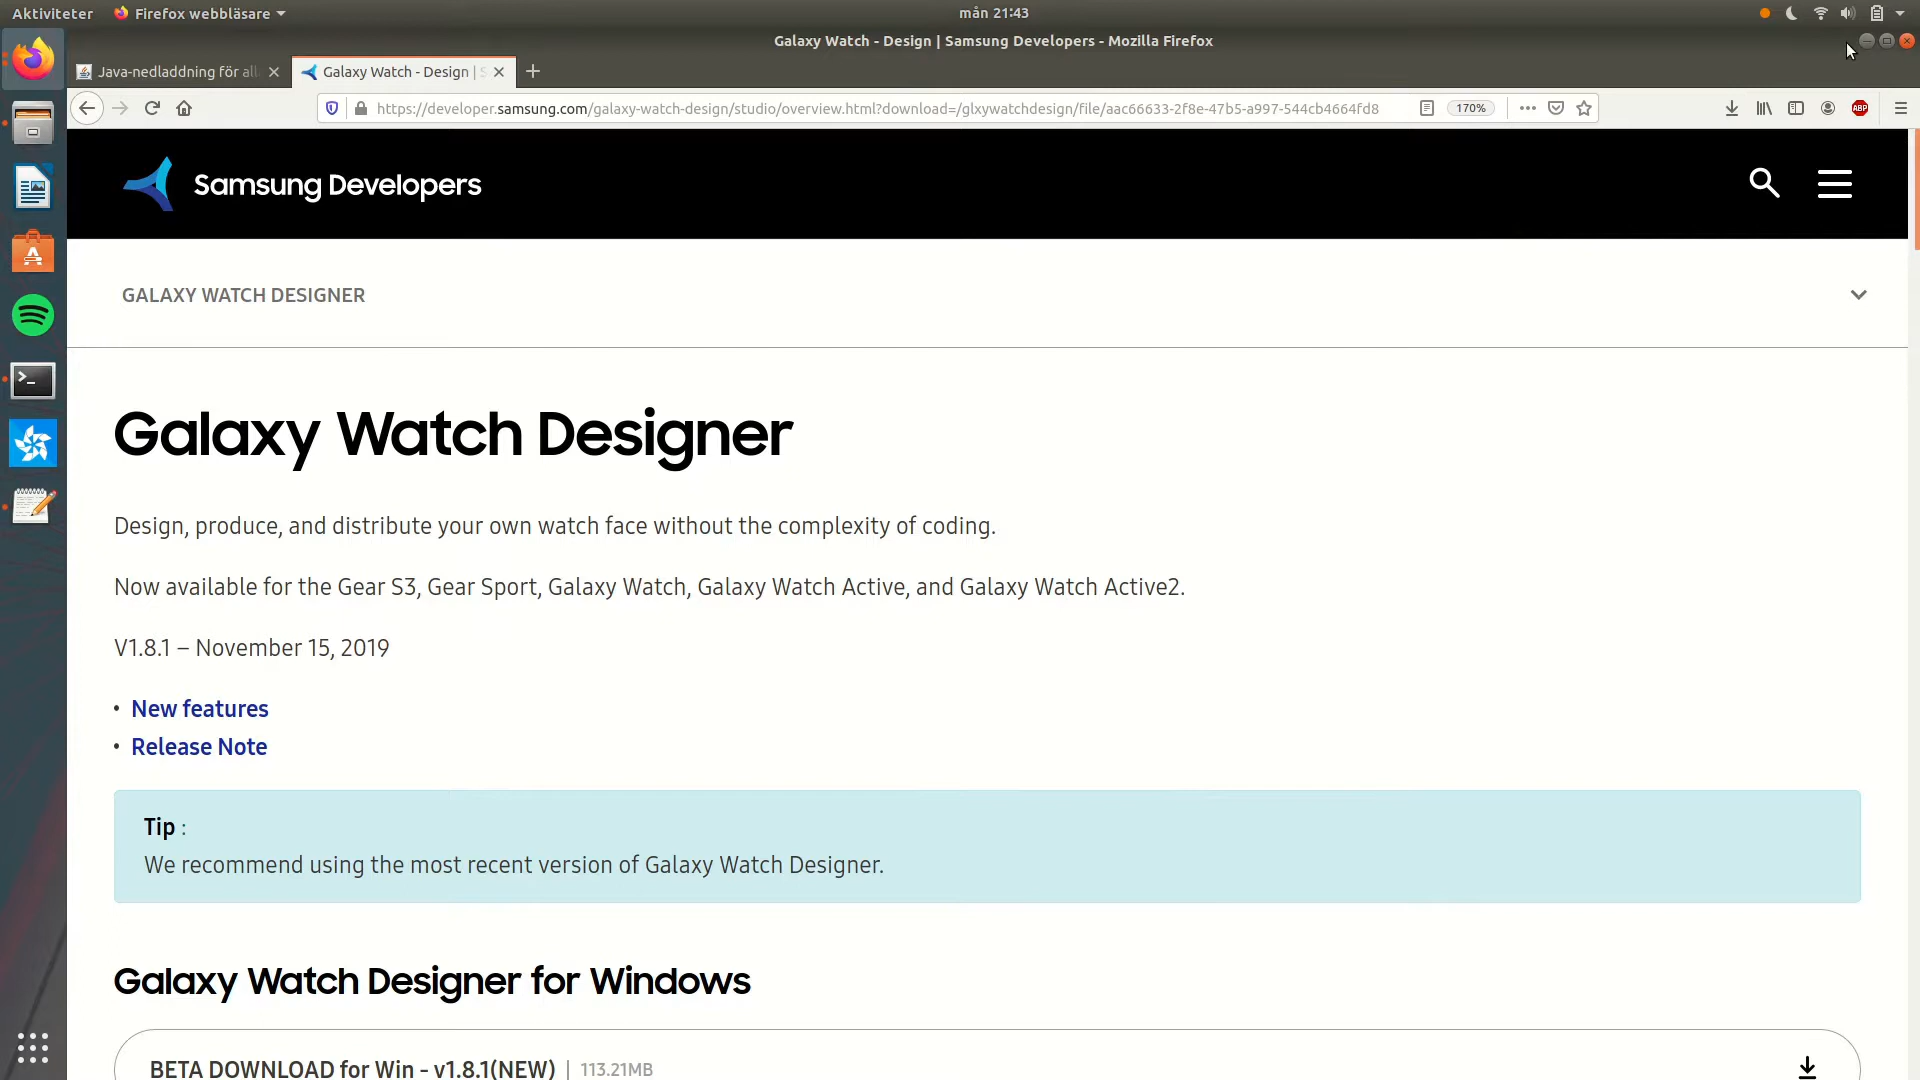 Aktiviteter
Firefox webbläsare
mån 21:43
Galaxy Watch - Design | Samsung Developers - Mozilla Firefox
Java-nedladdning för all
Galaxy Watch - Design | S
https://developer.samsung.com/galaxy-watch-design/studio/overview.html?download=/glxywatchdesign/file/aac66633-2f8e-47b5-a997-544cb4664fd8
170%
ABP
Samsung Developers
GALAXY WATCH DESIGNER
Galaxy Watch Designer
Design, produce, and distribute your own watch face without the complexity of coding.
Now available for the Gear S3, Gear Sport, Galaxy Watch, Galaxy Watch Active, and Galaxy Watch Active2.
V1.8.1 – November 15, 2019
• New features
• Release Note
Tip :
We recommend using the most recent version of Galaxy Watch Designer.
Galaxy Watch Designer for Windows
BETA DOWNLOAD for Win - v1.8.1(NEW) | 113.21MB